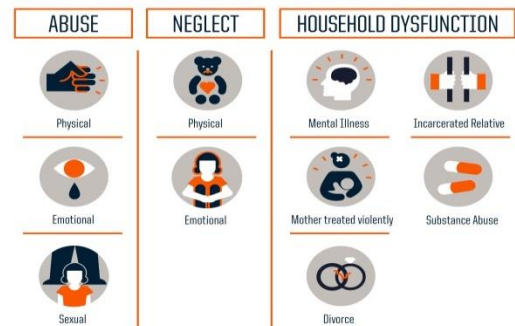 ABUSE
Physical
Emotional
Sexual
NEGLECT
Physical
Emotional
HOUSEHOLD DYSFUNCTION
Mental Illness
Incarcerated Relative
Mother treated violently
Substance Abuse
Divorce